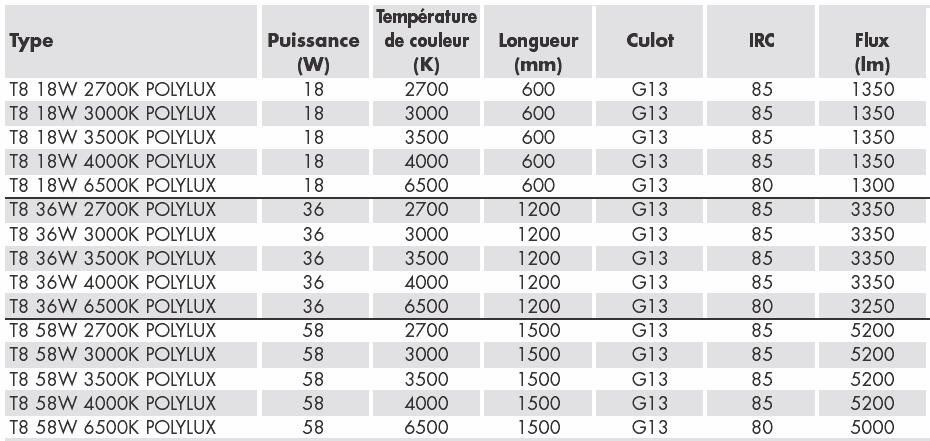 Type Puissance (W) Température de couleur (K) Longueur (mm) Culot IRC Flux (lm)
T8 18W 2700K POLYLUX 18 2700 600 G13 85 1350
T8 18W 3000K POLYLUX 18 3000 600 G13 85 1350
T8 18W 3500K POLYLUX 18 3500 600 G13 85 1350
T8 18W 4000K POLYLUX 18 4000 600 G13 85 1350
T8 18W 6500K POLYLUX 18 6500 600 G13 80 1300
T8 36W 2700K POLYLUX 36 2700 1200 G13 85 3350
T8 36W 3000K POLYLUX 36 3000 1200 G13 85 3350
T8 36W 3500K POLYLUX 36 3500 1200 G13 85 3350
T8 36W 4000K POLYLUX 36 4000 1200 G13 85 3350
T8 36W 6500K POLYLUX 36 6500 1200 G13 80 3250
T8 58W 2700K POLYLUX 58 2700 1500 G13 85 5200
T8 58W 3000K POLYLUX 58 3000 1500 G13 85 5200
T8 58W 3500K POLYLUX 58 3500 1500 G13 85 5200
T8 58W 4000K POLYLUX 58 4000 1500 G13 85 5200
T8 58W 6500K POLYLUX 58 6500 1500 G13 80 5000